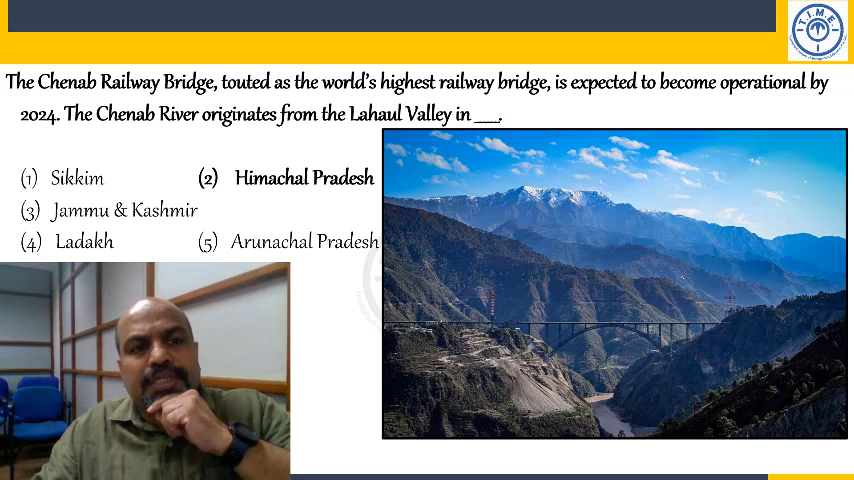 T.I.M.E.
The Chenab Railway Bridge, touted as the world's highest railway bridge, is expected to become operational by
2024. The Chenab River originates from the Lahaul Valley in ____.
(1) Sikkim (2) Himachal Pradesh
(3) Jammu & Kashmir
(4) Ladakh (5) Arunachal Pradesh